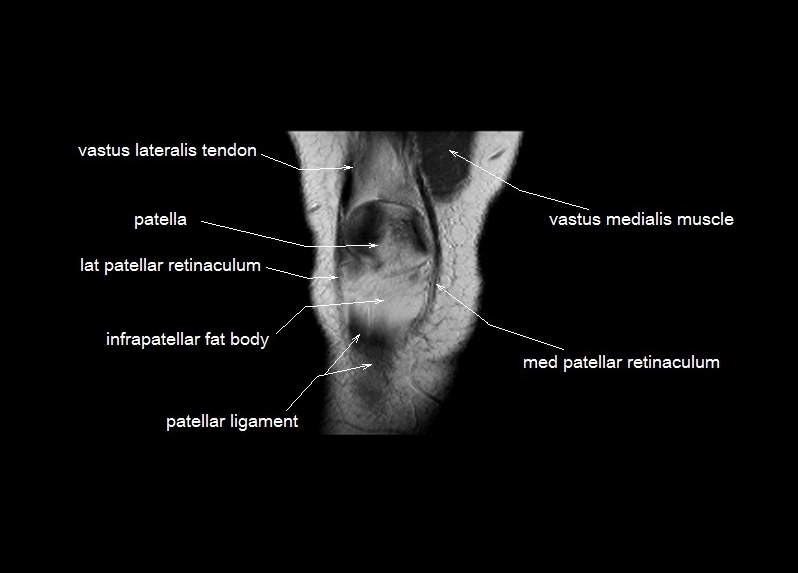 vastus lateralis tendon
vastus medialis muscle
patella
lat patellar retinaculum
infrapatellar fat body
med patellar retinaculum
patellar ligament